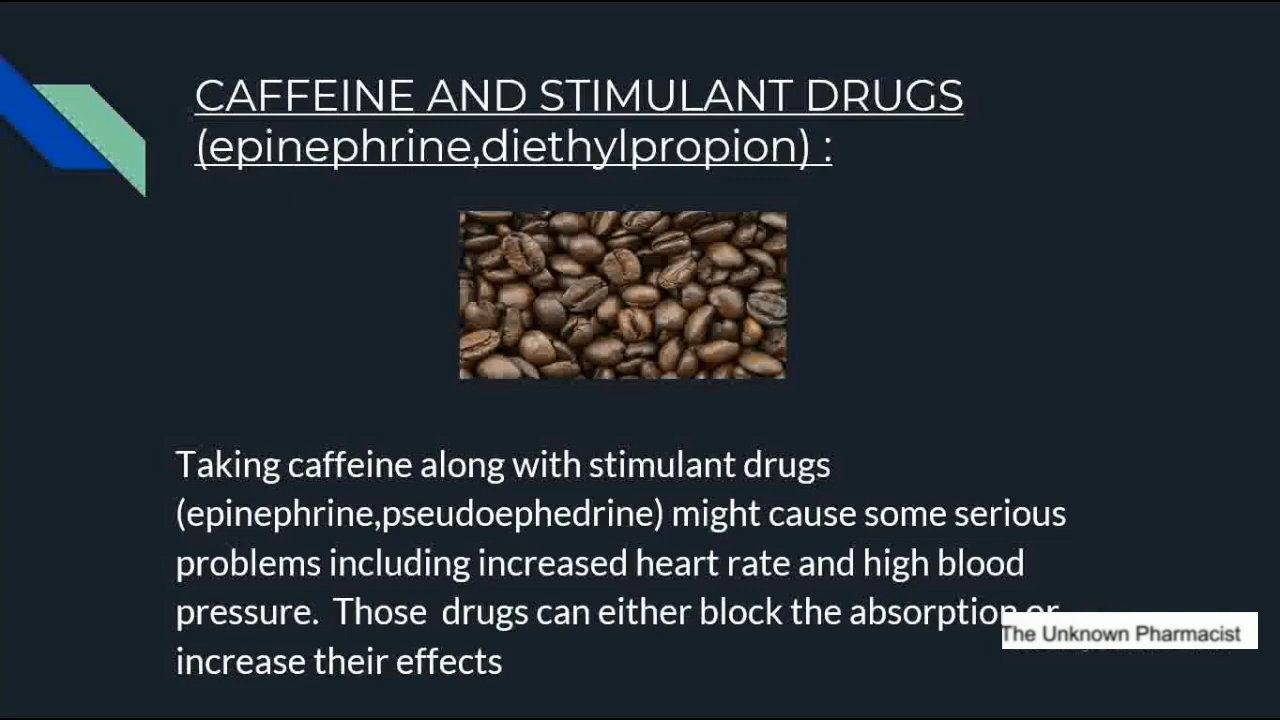 CAFFEINE AND STIMULANT DRUGS
(epinephrine,diethylpropion) :
Taking caffeine along with stimulant drugs
(epinephrine,pseudoephedrine) might cause some serious
problems including increased heart rate and high blood
pressure. Those drugs can either block the absorption or
increase their effects
The Unknown Pharmacist